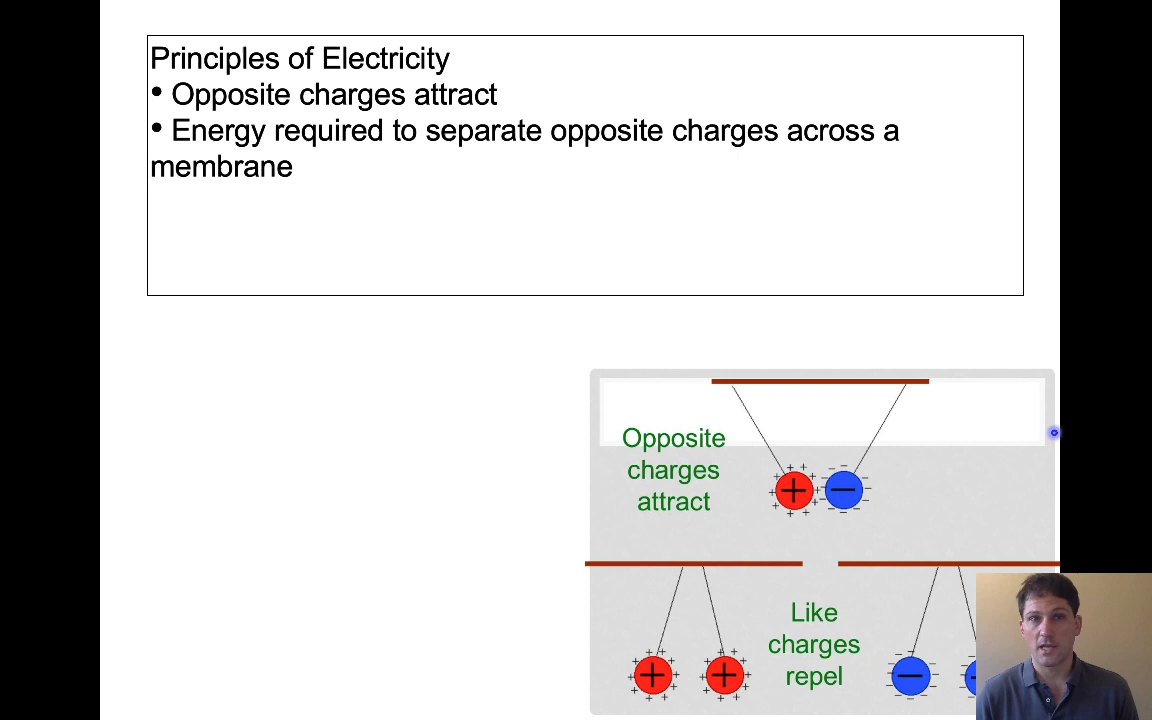 Principles of Electricity
• Opposite charges attract
• Energy required to separate opposite charges across a
membrane
Opposite
charges
attract
Like
charges
repel